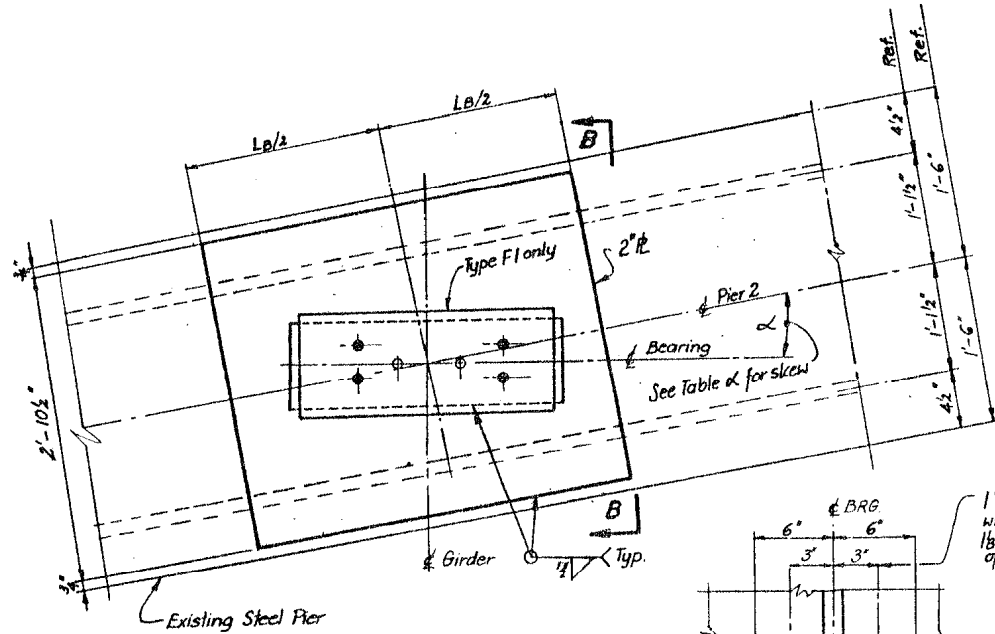 Ref.
Ref.
LB/2
LB/2
B
4½"
1'-6"
1'-1½"
¾"
Type F1 only
2" ℄
℄ Pier 2
α
℄ Bearing
See Table α for skew
1'-1½"
1'-6"
4½"
2'-10½"
B
℄ BRG.
6"
6"
3"
3"
1
℄ Girder
Typ.
¾"
Existing Steel Pier